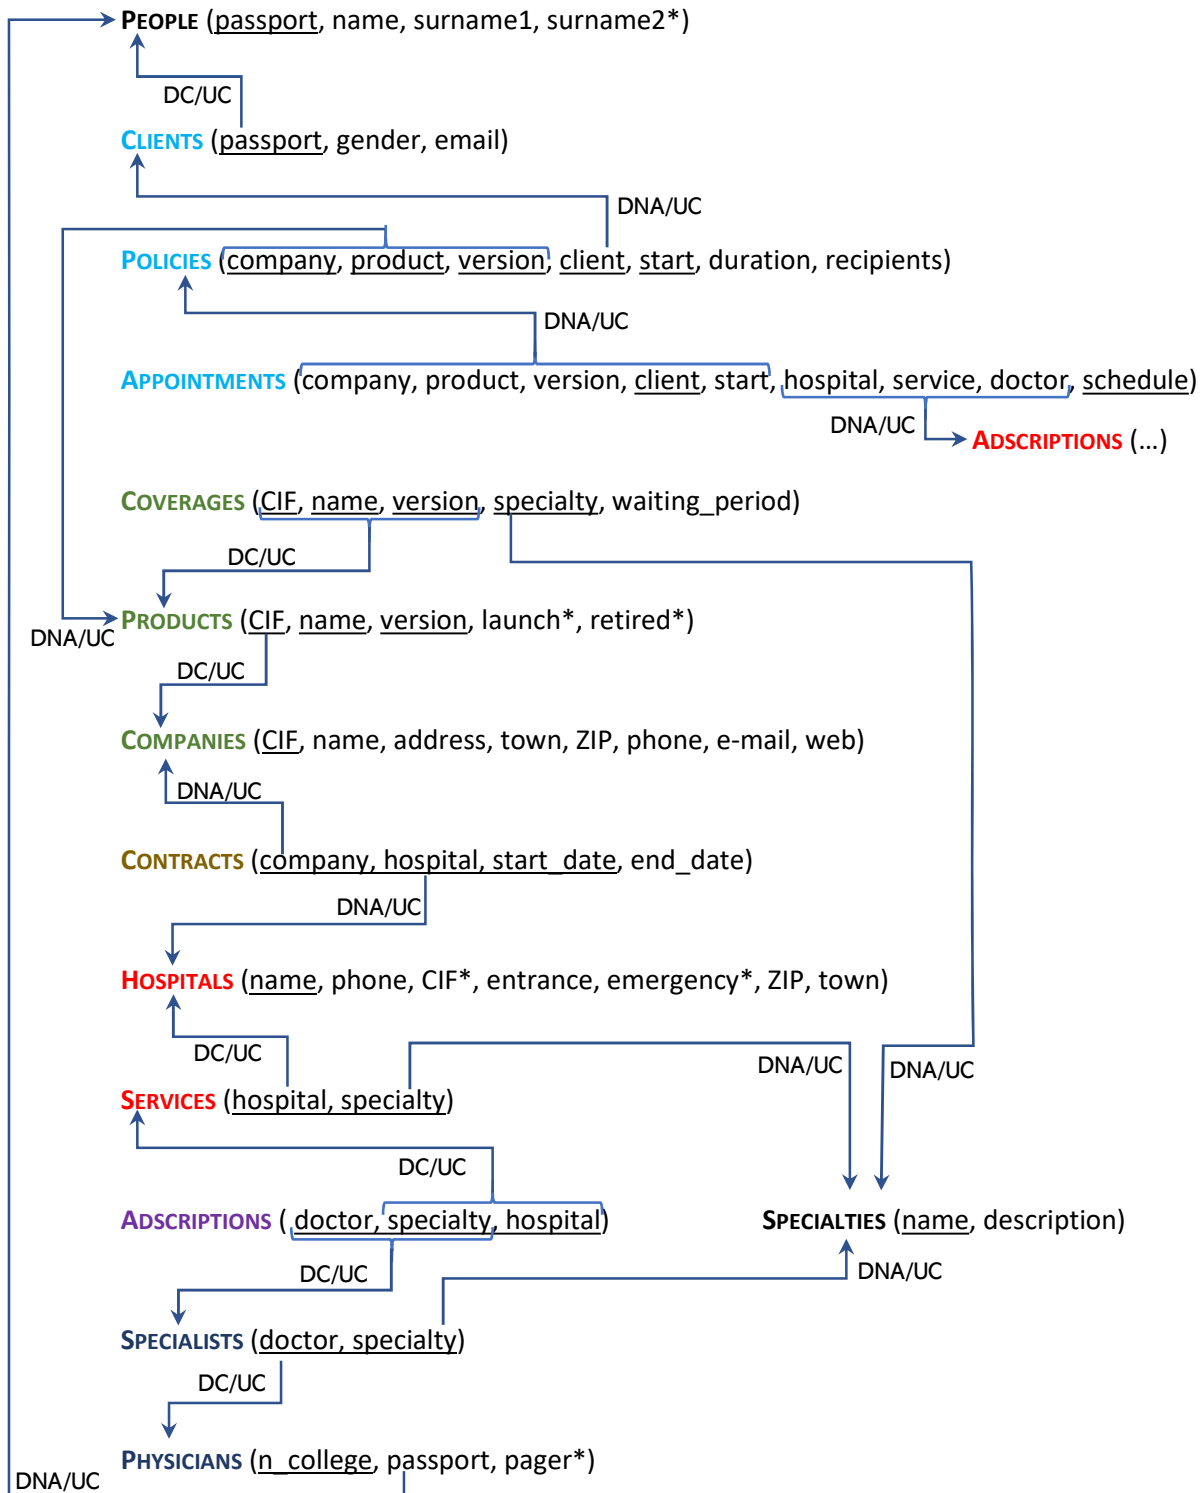 PEOPLE (passport, name, surname1, surname2*)
DC/UC
CLIENTS (passport, gender, email)
DNA/UC
POLICIES (company, product, version, client, start, duration, recipients)
DNA/UC
APPOINTMENTS (company, product, version, client, start, hospital, service, doctor, schedule)
DNA/UC
ADSCRIPTIONS (...)
COVERAGES (CIF, name, version, specialty, waiting_period)
DC/UC
PRODUCTS (CIF, name, version, launch*, retired*)
DNA/UC
DC/UC
COMPANIES (CIF, name, address, town, ZIP, phone, e-mail, web)
DNA/UC
CONTRACTS (company, hospital, start_date, end_date)
DNA/UC
HOSPITALS (name, phone, CIF*, entrance, emergency*, ZIP, town)
DC/UC
DNA/UC
DNA/UC
SERVICES (hospital, specialty)
DC/UC
ADSCRIPTIONS ( doctor, specialty, hospital)
SPECIALTIES (name, description)
DC/UC
DNA/UC
SPECIALISTS (doctor, specialty)
DC/UC
PHYSICIANS (n_college, passport, pager*)
DNA/UC